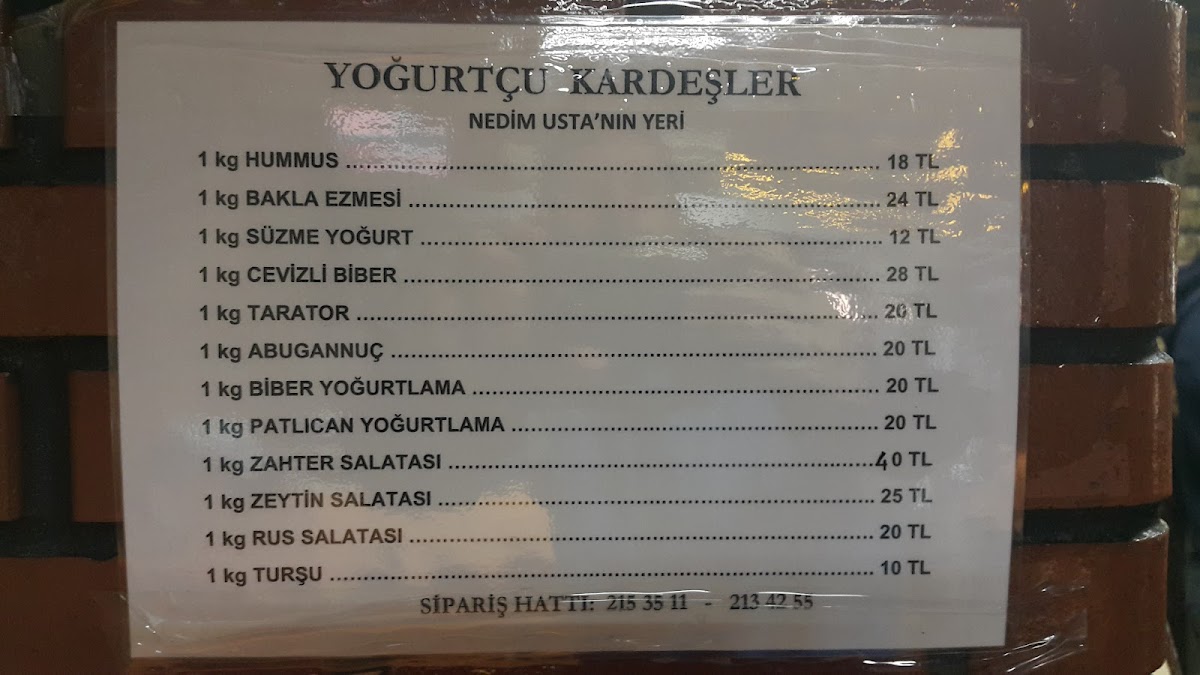 YOĞURTÇU KARDEŞLER
NEDİM USTA'NIN YERİ
1 kg HUMMUS ........................................ 18 TL
1 kg BAKLA EZMESİ ........................................ 24 TL
1 kg SÜZME YOĞURT ........................................ 12 TL
1 kg CEVİZLİ BİBER ........................................ 28 TL
1 kg TARATOR ........................................ 20 TL
1 kg ABUGANNUÇ ........................................ 20 TL
1 kg BİBER YOĞURTLAMA ........................................ 20 TL
1 kg PATLICAN YOĞURTLAMA ........................................ 20 TL
1 kg ZAHTER SALATASI ........................................ 40 TL
1 kg ZEYTİN SALATASI ........................................ 25 TL
1 kg RUS SALATASI ........................................ 20 TL
1 kg TURŞU ........................................ 10 TL
SİPARİŞ HATTI: 215 35 11 - 213 42 55